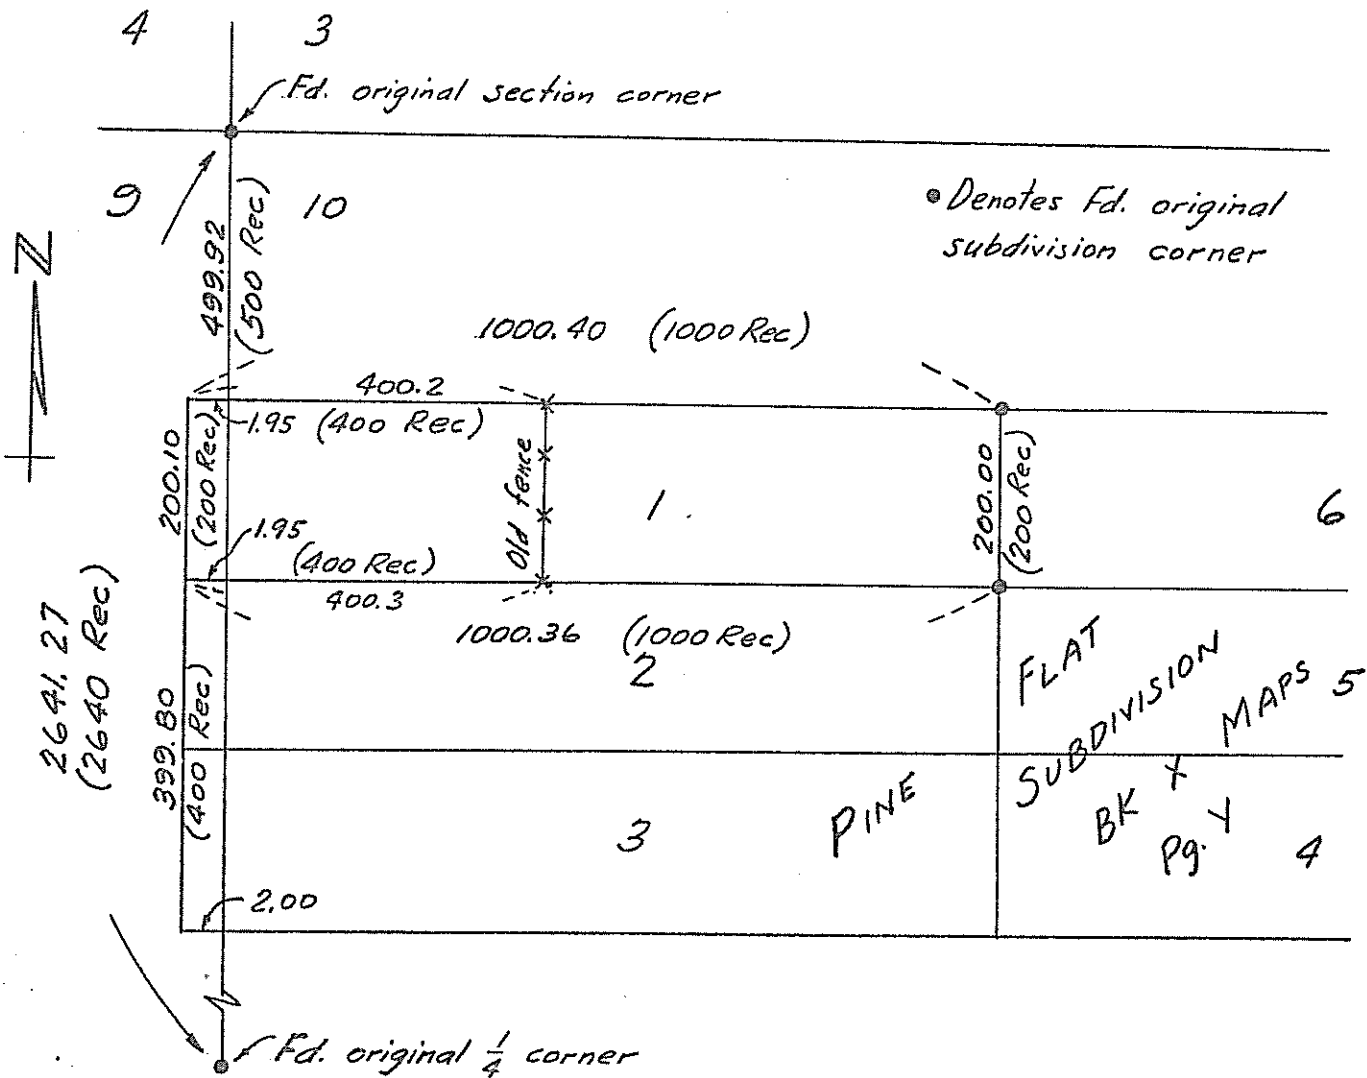 4
3
Fd. original section corner
9
10
N
499.92
(500 Rec)
• Denotes Fd. original
subdivision corner
1000.40 (1000 Rec)
400.2
1.95 (400 Rec)
200.10
(200 Rec)
Old fence
1
200.00
(200 Rec)
6
1.95
(400 Rec)
400.3
1000.36 (1000 Rec)
2
2641.27
(2640 Rec)
399.80
(400 Rec)
FLAT
SUBDIVISION
MAPS
5
PINE
BK X
Pg. Y
3
4
2.00
Fd. original 1/4 corner